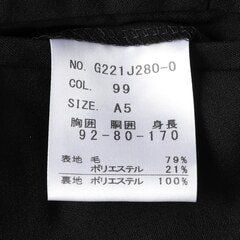 NO. G221J280-0
COL. 99
SIZE. A5
胸囲 胴囲 身長
92-80-170
表地 毛 79%
ポリエステル 21%
裏地 ポリエステル 100%